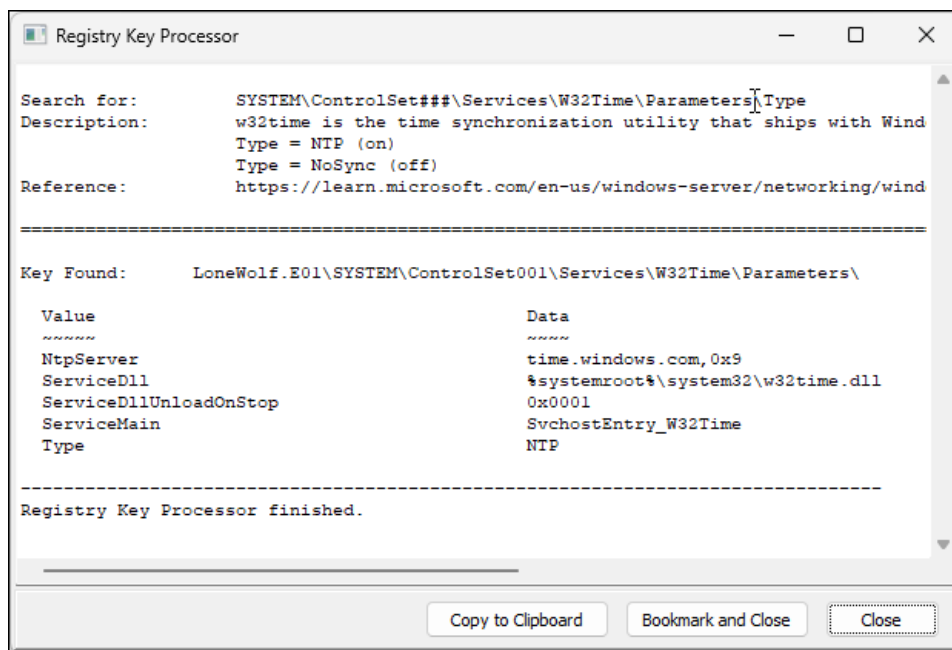 Registry Key Processor
Search for: SYSTEM\ControlSet###\Services\W32Time\Parameters\Type
Description: w32time is the time synchronization utility that ships with Wind
Type = NTP (on)
Type = NoSync (off)
Reference: https://learn.microsoft.com/en-us/windows-server/networking/wind
================================================================================
Key Found: LoneWolf.E01\SYSTEM\ControlSet001\Services\W32Time\Parameters\
Value Data
~~~~~ ~~~~
NtpServer time.windows.com,0x9
ServiceDll %systemroot%\system32\w32time.dll
ServiceDllUnloadOnStop 0x0001
ServiceMain SvchostEntry_W32Time
Type NTP
--------------------------------------------------------------------------------
Registry Key Processor finished.
Copy to Clipboard Bookmark and Close Close